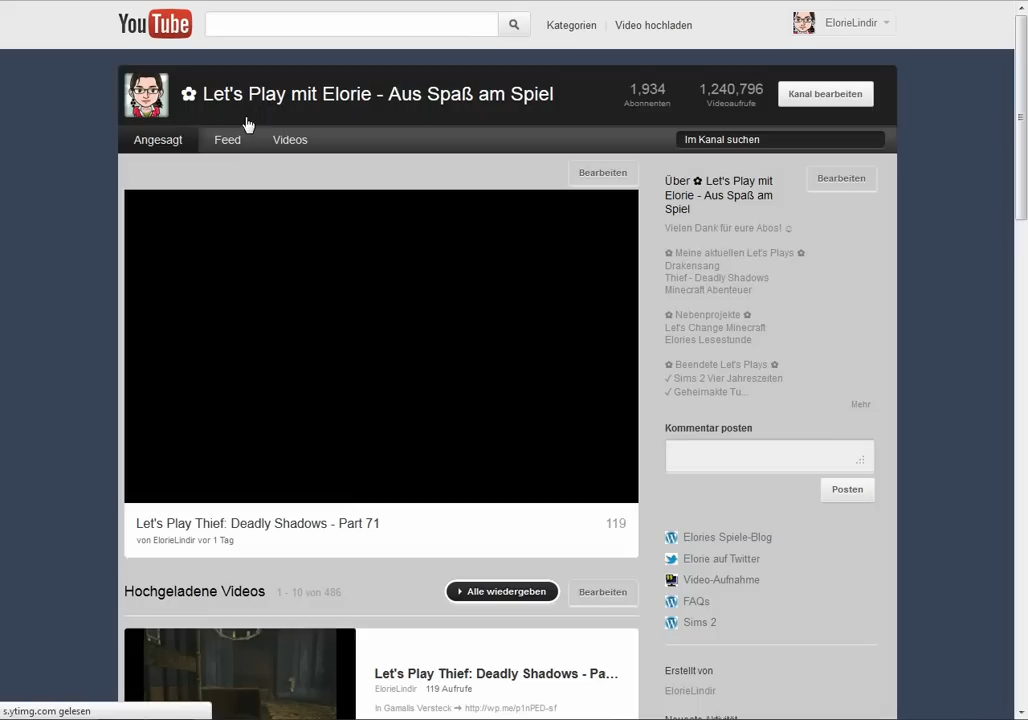 YouTube
Kategorien | Video hochladen
ElorieLindir
✿ Let's Play mit Elorie - Aus Spaß am Spiel
1,934
Abonnenten
1,240,796
Videoaufrufe
Kanal bearbeiten
Angesagt
Feed
Videos
Im Kanal suchen
Bearbeiten
Let's Play Thief: Deadly Shadows - Part 71
119
von ElorieLindir vor 1 Tag
Hochgeladene Videos
1 - 10 von 486
Alle wiedergeben
Bearbeiten
Let's Play Thief: Deadly Shadows - Pa...
ElorieLindir 119 Aufrufe
In Gamalls Versteck ➞ http://wp.me/p1nPED-sf
Über ✿ Let's Play mit
Elorie - Aus Spaß am
Spiel
Bearbeiten
Vielen Dank für eure Abos! ☺
✿ Meine aktuellen Let's Plays ✿
Drakensang
Thief - Deadly Shadows
Minecraft Abenteuer
✿ Nebenprojekte ✿
Let's Change Minecraft
Elories Lesestunde
✿ Beendete Let's Plays ✿
✓ Sims 2 Vier Jahreszeiten
✓ Geheimakte Tu...
Mehr
Kommentar posten
Posten
Elories Spiele-Blog
Elorie auf Twitter
Video-Aufnahme
FAQs
Sims 2
Erstellt von
ElorieLindir
Neueste Aktivität
s.ytimg.com gelesen